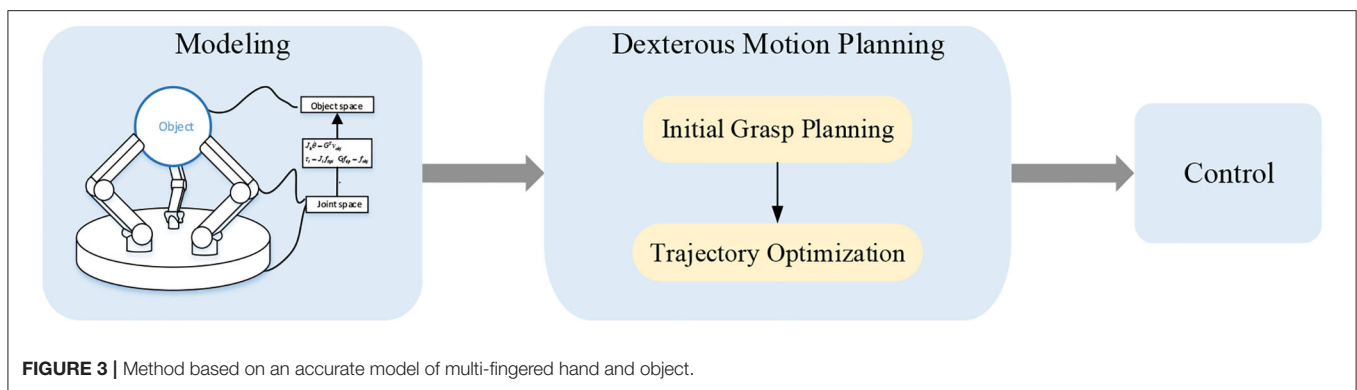 Modeling
Dexterous Motion Planning
Object space
Object
Initial Grasp Planning
Control
Joint space
Trajectory Optimization
FIGURE 3 | Method based on an accurate model of multi-fingered hand and object.